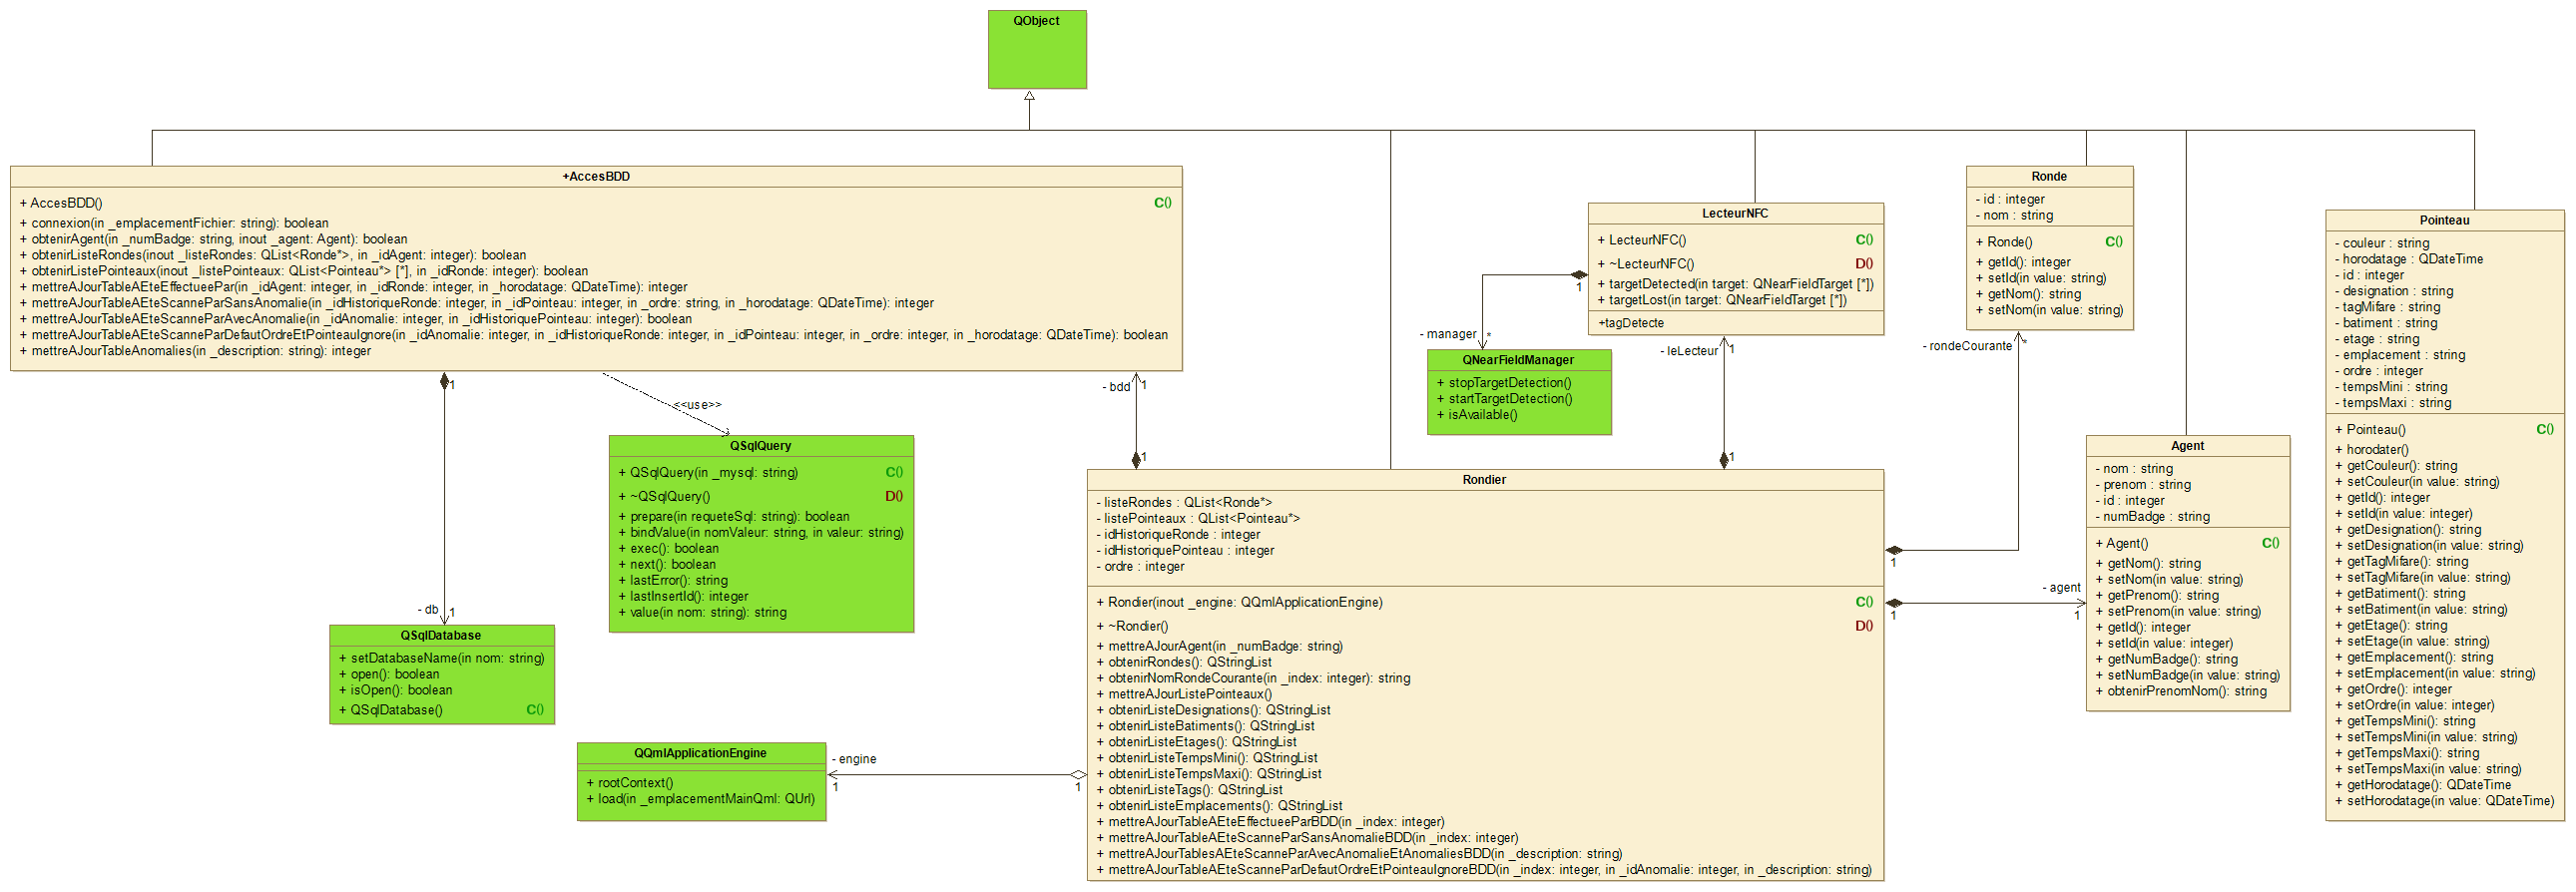 QObject
+AccesBDD
+ AccesBDD() C()
+ connexion(in _emplacementFichier: string): boolean
+ obtenirAgent(in _numBadge: string, inout _agent: Agent): boolean
+ obtenirListeRondes(inout _listeRondes: QList<Ronde*>, in _idAgent: integer): boolean
+ obtenirListePointeaux(inout _listePointeaux: QList<Pointeau*> [*], in _idRonde: integer): boolean
+ mettreAJourTableAEteEffectueePar(in _idAgent: integer, in _idRonde: integer, in _horodatage: QDateTime): integer
+ mettreAJourTableAEteScanneParSansAnomalie(in _idHistoriqueRonde: integer, in _idPointeau: integer, in _ordre: string, in _horodatage: QDateTime): integer
+ mettreAJourTableAEteScanneParAvecAnomalie(in _idAnomalie: integer, in _idHistoriquePointeau: integer): boolean
+ mettreAJourTableAEteScanneParDefautOrdreEtPointeauIgnore(in _idAnomalie: integer, in _idHistoriqueRonde: integer, in _idPointeau: integer, in _ordre: integer, in _horodatage: QDateTime): boolean
+ mettreAJourTableAnomalies(in _description: string): integer
LecteurNFC
+ LecteurNFC() C()
+ ~LecteurNFC() D()
+ targetDetected(in target: QNearFieldTarget [*])
+ targetLost(in target: QNearFieldTarget [*])
+tagDetecte
Ronde
- id : integer
- nom : string
+ Ronde() C()
+ getId(): integer
+ setId(in value: string)
+ getNom(): string
+ setNom(in value: string)
Pointeau
- couleur : string
- horodatage : QDateTime
- id : integer
- designation : string
- tagMifare : string
- batiment : string
- etage : string
- emplacement : string
- ordre : integer
- tempsMini : string
- tempsMaxi : string
+ Pointeau() C()
+ horodater()
+ getCouleur(): string
+ setCouleur(in value: string)
+ getId(): integer
+ setId(in value: integer)
+ getDesignation(): string
+ setDesignation(in value: string)
+ getTagMifare(): string
+ setTagMifare(in value: string)
+ getBatiment(): string
+ setBatiment(in value: string)
+ getEtage(): string
+ setEtage(in value: string)
+ getEmplacement(): string
+ setEmplacement(in value: string)
+ getOrdre(): integer
+ setOrdre(in value: integer)
+ getTempsMini(): string
+ setTempsMini(in value: string)
+ getTempsMaxi(): string
+ setTempsMaxi(in value: string)
+ getHorodatage(): QDateTime
+ setHorodatage(in value: QDateTime)
1
- manager
*
QNearFieldManager
+ stopTargetDetection()
+ startTargetDetection()
+ isAvailable()
- leLecteur
1
1
- rondeCourante
*
1
- bdd
1
1
1
<<use>>
- db
1
QSqlQuery
+ QSqlQuery(in _mysql: string) C()
+ ~QSqlQuery() D()
+ prepare(in requeteSql: string): boolean
+ bindValue(in nomValeur: string, in valeur: string)
+ exec(): boolean
+ next(): boolean
+ lastError(): string
+ lastInsertId(): integer
+ value(in nom: string): string
QSqlDatabase
+ setDatabaseName(in nom: string)
+ open(): boolean
+ isOpen(): boolean
+ QSqlDatabase() C()
Agent
- nom : string
- prenom : string
- id : integer
- numBadge : string
+ Agent() C()
+ getNom(): string
+ setNom(in value: string)
+ getPrenom(): string
+ setPrenom(in value: string)
+ getId(): integer
+ setId(in value: integer)
+ getNumBadge(): string
+ setNumBadge(in value: string)
+ obtenirPrenomNom(): string
- agent
1
1
Rondier
- listeRondes : QList<Ronde*>
- listePointeaux : QList<Pointeau*>
- idHistoriqueRonde : integer
- idHistoriquePointeau : integer
- ordre : integer
+ Rondier(inout _engine: QQmlApplicationEngine) C()
+ ~Rondier() D()
+ mettreAJourAgent(in _numBadge: string)
+ obtenirRondes(): QStringList
+ obtenirNomRondeCourante(in _index: integer): string
+ mettreAJourListePointeaux()
+ obtenirListeDesignations(): QStringList
+ obtenirListeBatiments(): QStringList
+ obtenirListeEtages(): QStringList
+ obtenirListeTempsMini(): QStringList
+ obtenirListeTempsMaxi(): QStringList
+ obtenirListeTags(): QStringList
+ obtenirListeEmplacements(): QStringList
+ mettreAJourTableAEteEffectueeParBDD(in _index: integer)
+ mettreAJourTableAEteScanneParSansAnomalieBDD(in _index: integer)
+ mettreAJourTablesAEteScanneParAvecAnomalieEtAnomaliesBDD(in _description: string)
+ mettreAJourTableAEteScanneParDefautOrdreEtPointeauIgnoreBDD(in _index: integer, in _idAnomalie: integer, in _description: string)
QQmlApplicationEngine
+ rootContext()
+ load(in _emplacementMainQml: QUrl)
- engine
1
1